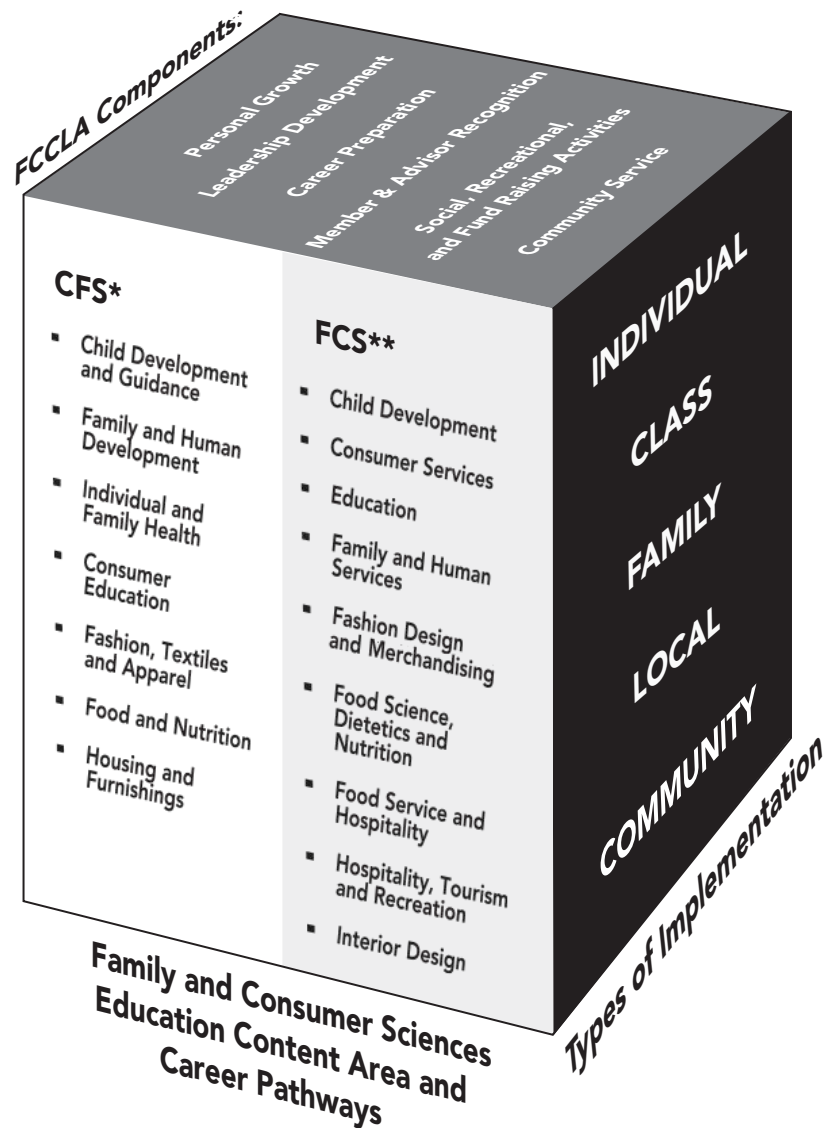 FCCLA Components:
Personal Growth
Leadership Development
Career Preparation
Member & Advisor Recognition
Social, Recreational,
and Fund Raising Activities
Community Service
CFS*
▪ Child Development
and Guidance
▪ Family and Human
Development
▪ Individual and
Family Health
▪ Consumer
Education
▪ Fashion, Textiles
and Apparel
▪ Food and Nutrition
▪ Housing and
Furnishings
FCS**
▪ Child Development
▪ Consumer Services
▪ Education
▪ Family and Human
Services
▪ Fashion Design
and Merchandising
▪ Food Science,
Dietetics and
Nutrition
▪ Food Service and
Hospitality
▪ Hospitality, Tourism
and Recreation
▪ Interior Design
INDIVIDUAL
CLASS
FAMILY
LOCAL
COMMUNITY
Types of Implementation
Family and Consumer Sciences
Education Content Area and
Career Pathways